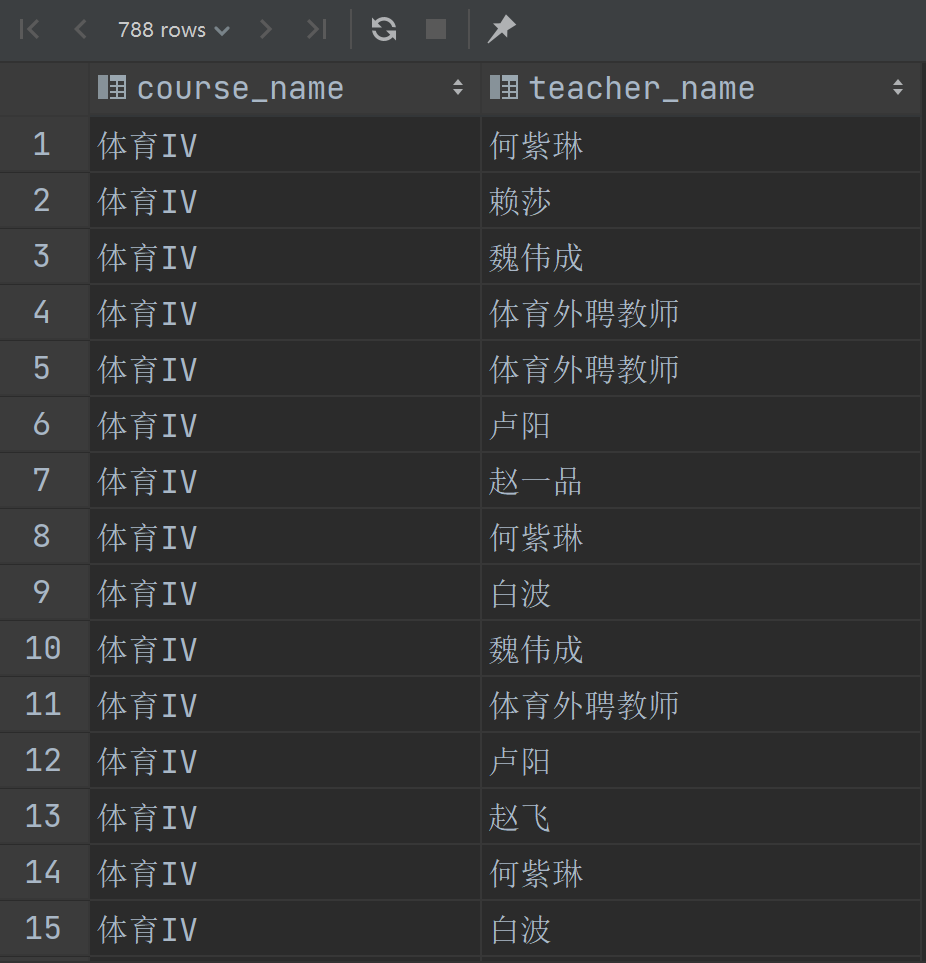 788 rows
course_name teacher_name
1 体育IV 何紫琳
2 体育IV 赖莎
3 体育IV 魏伟成
4 体育IV 体育外聘教师
5 体育IV 体育外聘教师
6 体育IV 卢阳
7 体育IV 赵一品
8 体育IV 何紫琳
9 体育IV 白波
10 体育IV 魏伟成
11 体育IV 体育外聘教师
12 体育IV 卢阳
13 体育IV 赵飞
14 体育IV 何紫琳
15 体育IV 白波